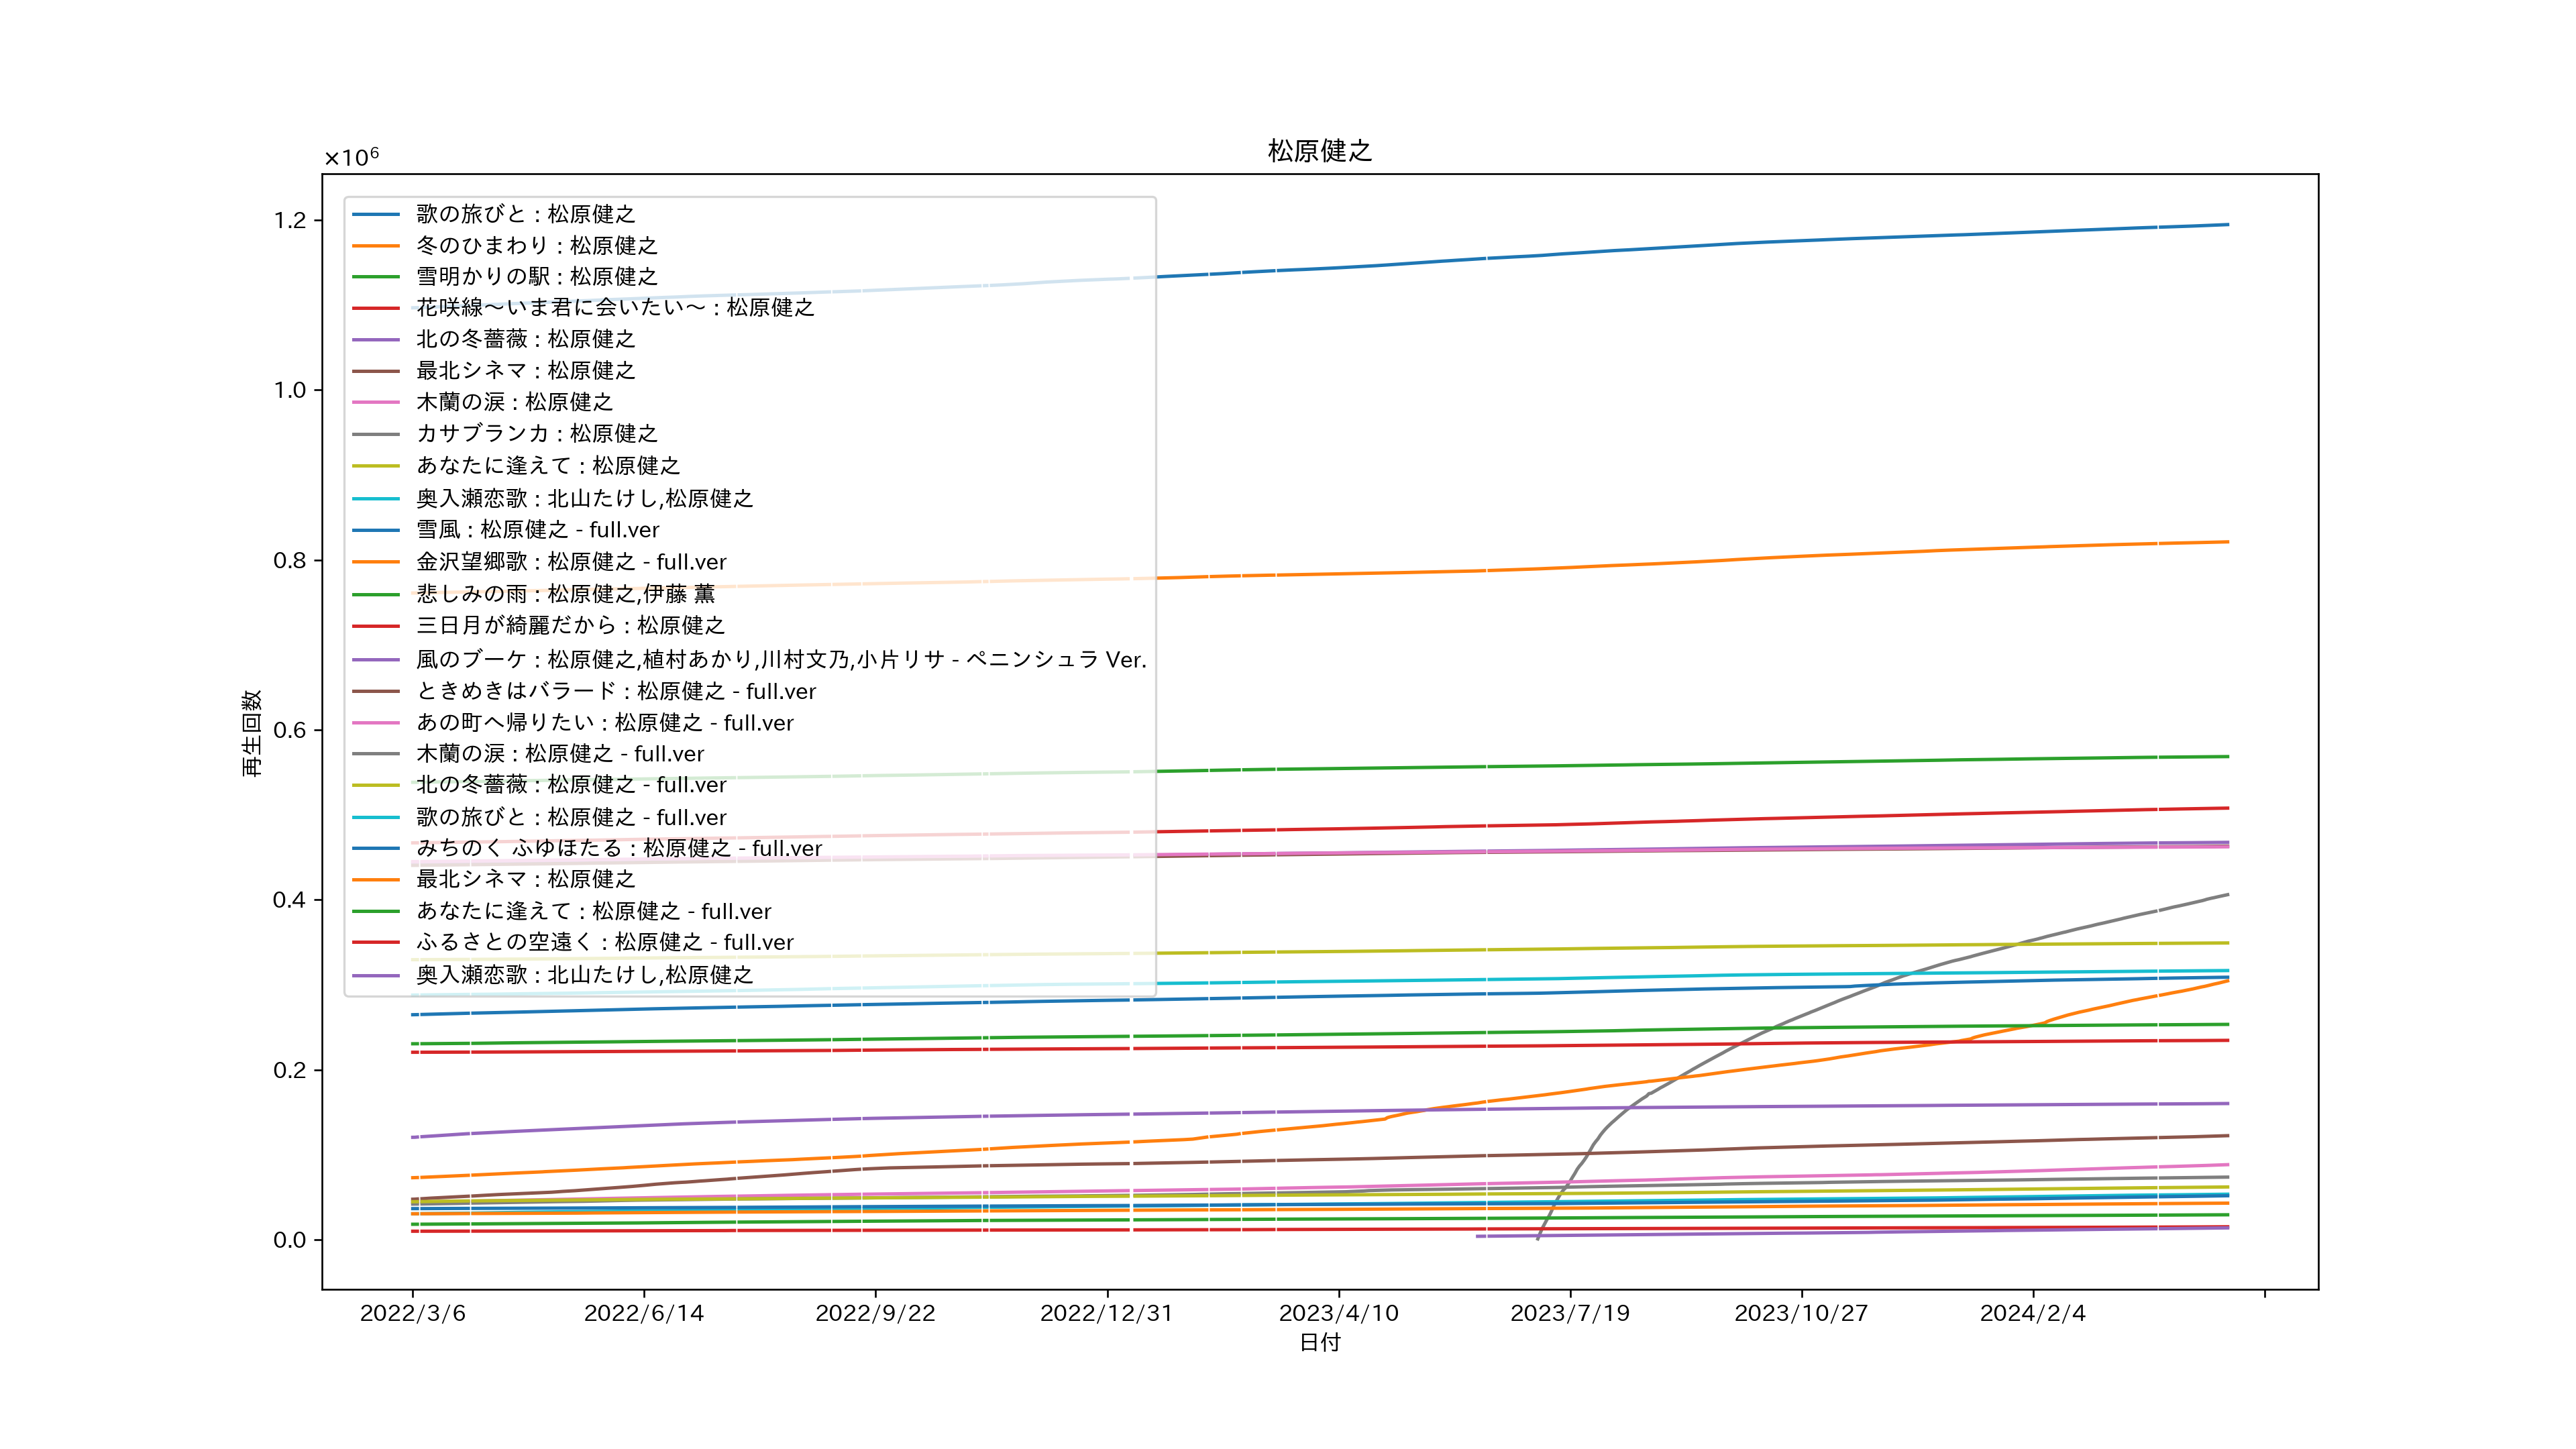 松原健之
×10⁶
1.2
1.0
0.8
0.6
0.4
0.2
0.0
再生回数
歌の旅びと : 松原健之
冬のひまわり : 松原健之
雪明かりの駅 : 松原健之
花咲線〜いま君に会いたい〜 : 松原健之
北の冬薔薇 : 松原健之
最北シネマ : 松原健之
木蘭の涙 : 松原健之
カサブランカ : 松原健之
あなたに逢えて : 松原健之
奥入瀬恋歌 : 北山たけし,松原健之
雪風 : 松原健之 - full.ver
金沢望郷歌 : 松原健之 - full.ver
悲しみの雨 : 松原健之,伊藤 薫
三日月が綺麗だから : 松原健之
風のブーケ : 松原健之,植村あかり,川村文乃,小片リサ - ペニンシュラ Ver.
ときめきはバラード : 松原健之 - full.ver
あの町へ帰りたい : 松原健之 - full.ver
木蘭の涙 : 松原健之 - full.ver
北の冬薔薇 : 松原健之 - full.ver
歌の旅びと : 松原健之 - full.ver
みちのく ふゆほたる : 松原健之 - full.ver
最北シネマ : 松原健之
あなたに逢えて : 松原健之 - full.ver
ふるさとの空遠く : 松原健之 - full.ver
奥入瀬恋歌 : 北山たけし,松原健之
2022/3/6 2022/6/14 2022/9/22 2022/12/31 2023/4/10 2023/7/19 2023/10/27 2024/2/4
日付